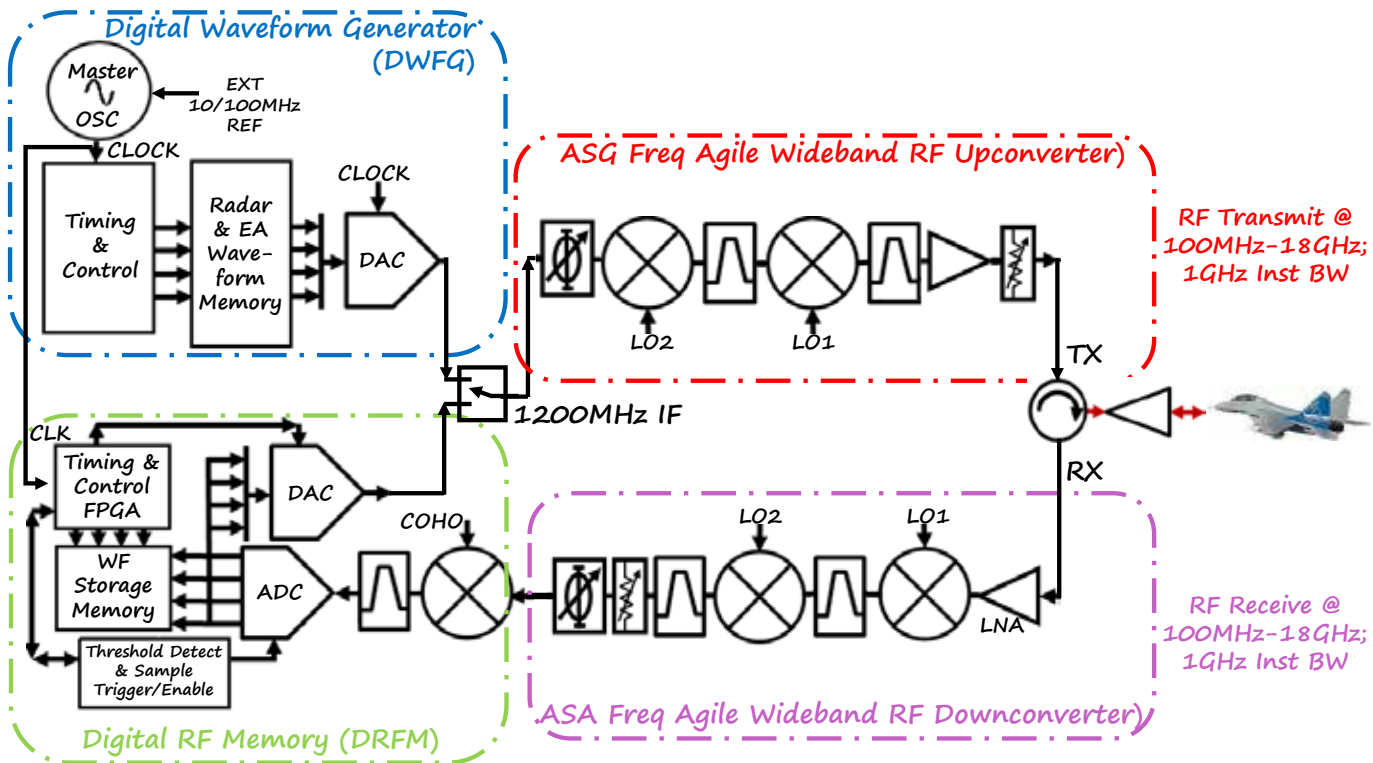 Digital Waveform Generator
(DWFG)
Master
OSC
EXT
10/100MHz
REF
CLOCK
Timing
&
Control
Radar
& EA
Wave-
form
Memory
CLOCK
DAC
ASG Freq Agile Wideband RF Upconverter)
LO2
LO1
RF Transmit @
100MHz-18GHz;
1GHz Inst BW
TX
1200MHz IF
RX
CLK
Timing &
Control
FPGA
DAC
WF
Storage
Memory
ADC
COHO
Threshold Detect
& Sample
Trigger/Enable
Digital RF Memory (DRFM)
LO2
LO1
LNA
RF Receive @
100MHz-18GHz;
1GHz Inst BW
ASA Freq Agile Wideband RF Downconverter)